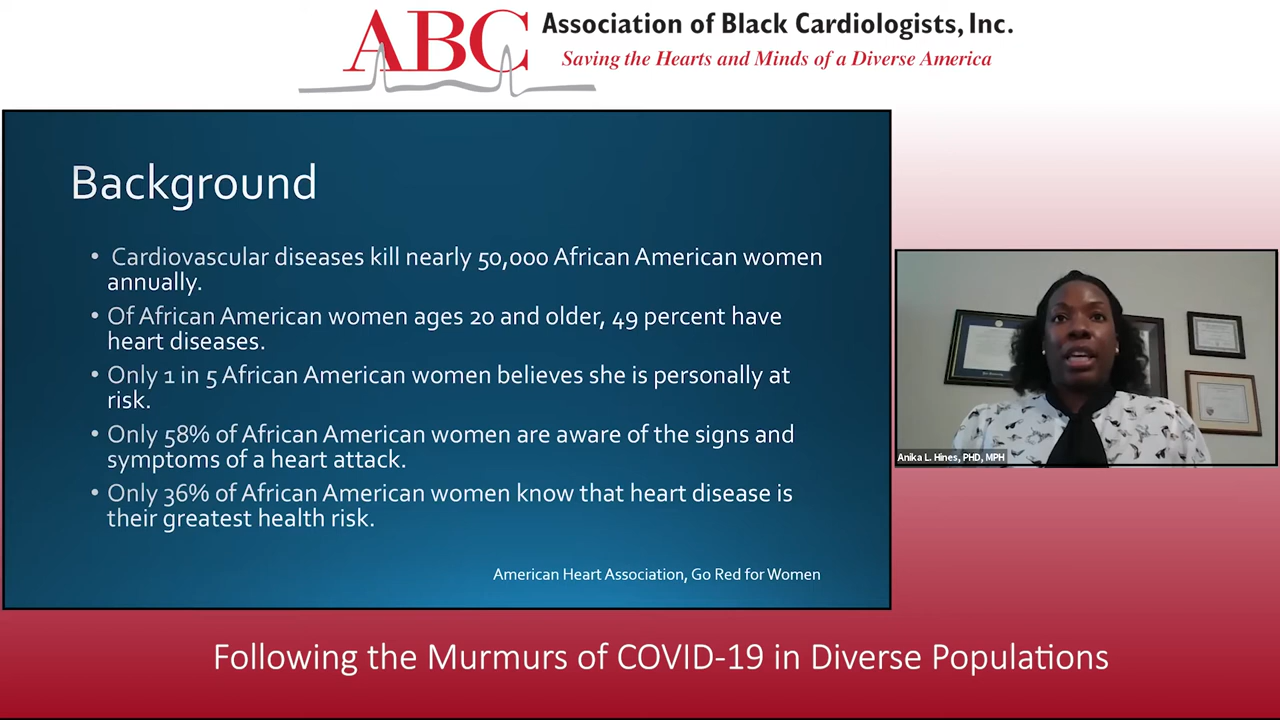 ABC
Association of Black Cardiologists, Inc.
Saving the Hearts and Minds of a Diverse America
Background
• Cardiovascular diseases kill nearly 50,000 African American women
annually.
• Of African American women ages 20 and older, 49 percent have
heart diseases.
• Only 1 in 5 African American women believes she is personally at
risk.
• Only 58% of African American women are aware of the signs and
symptoms of a heart attack.
• Only 36% of African American women know that heart disease is
their greatest health risk.
American Heart Association, Go Red for Women
Anika L. Hines, PHD, MPH
Following the Murmurs of COVID-19 in Diverse Populations